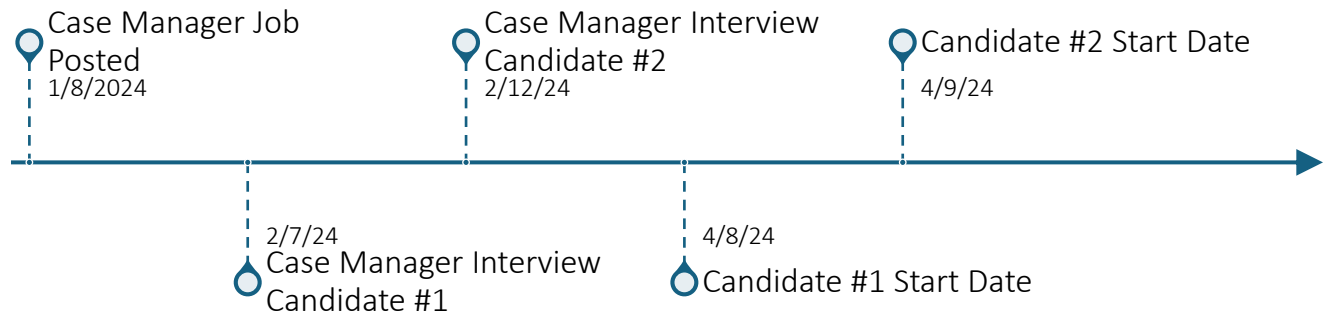 Case Manager Job
Posted
1/8/2024
Case Manager Interview
Candidate #2
2/12/24
Candidate #2 Start Date
4/9/24
2/7/24
Case Manager Interview
Candidate #1
4/8/24
Candidate #1 Start Date